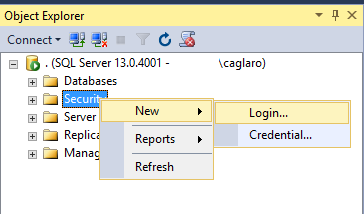 Object Explorer
Connect
. (SQL Server 13.0.4001 - \caglaro)
Databases
Securit
New
Login...
Server
Credential...
Replica
Reports
Manag
Refresh